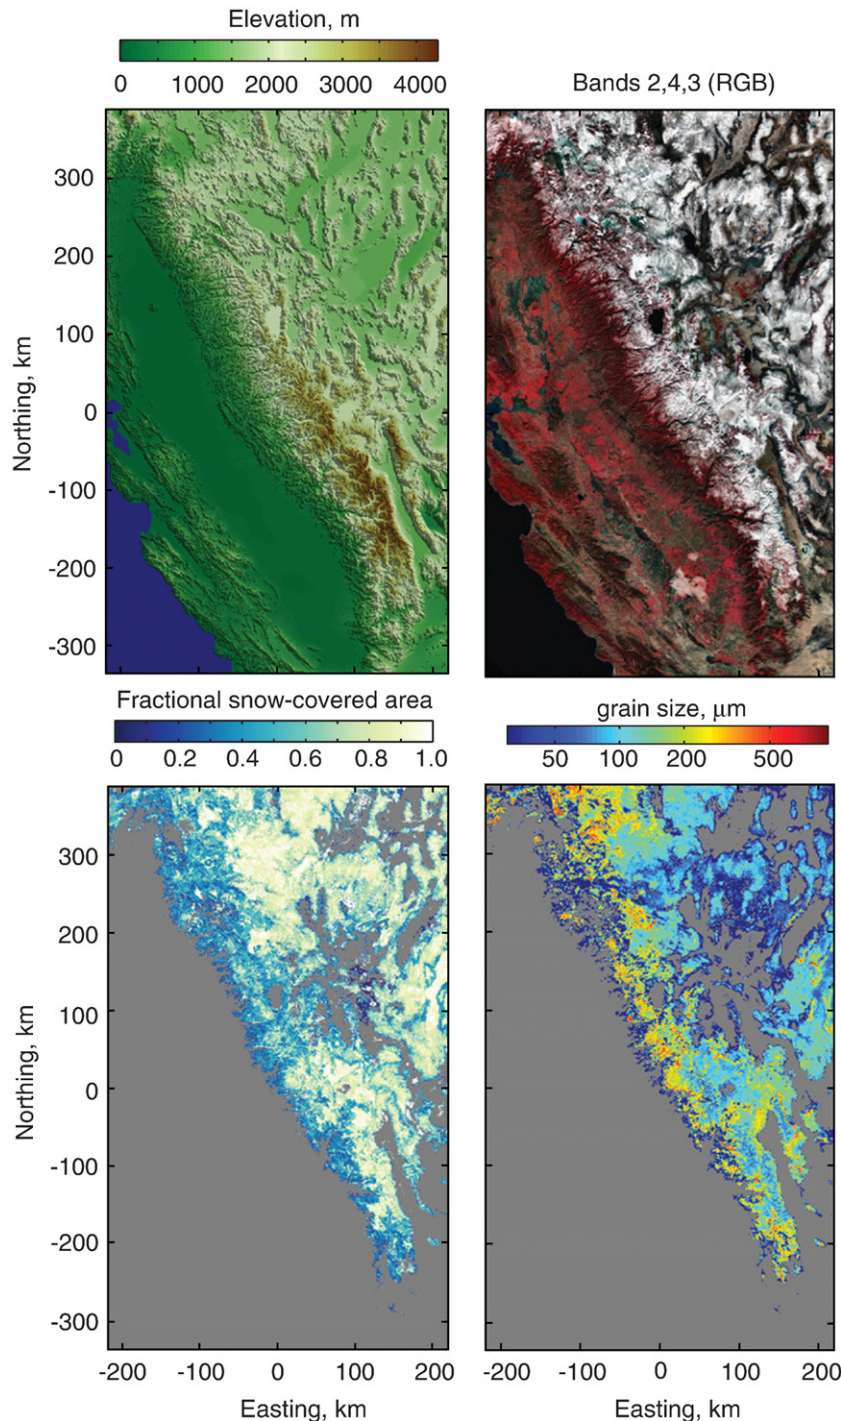 Elevation, m
0 1000 2000 3000 4000
Bands 2,4,3 (RGB)
Northing, km
300
200
100
0
-100
-200
-300
Fractional snow-covered area
0 0.2 0.4 0.6 0.8 1.0
grain size, μm
50 100 200 500
Northing, km
300
200
100
0
-100
-200
-300
-200 -100 0 100 200
Easting, km
-200 -100 0 100 200
Easting, km